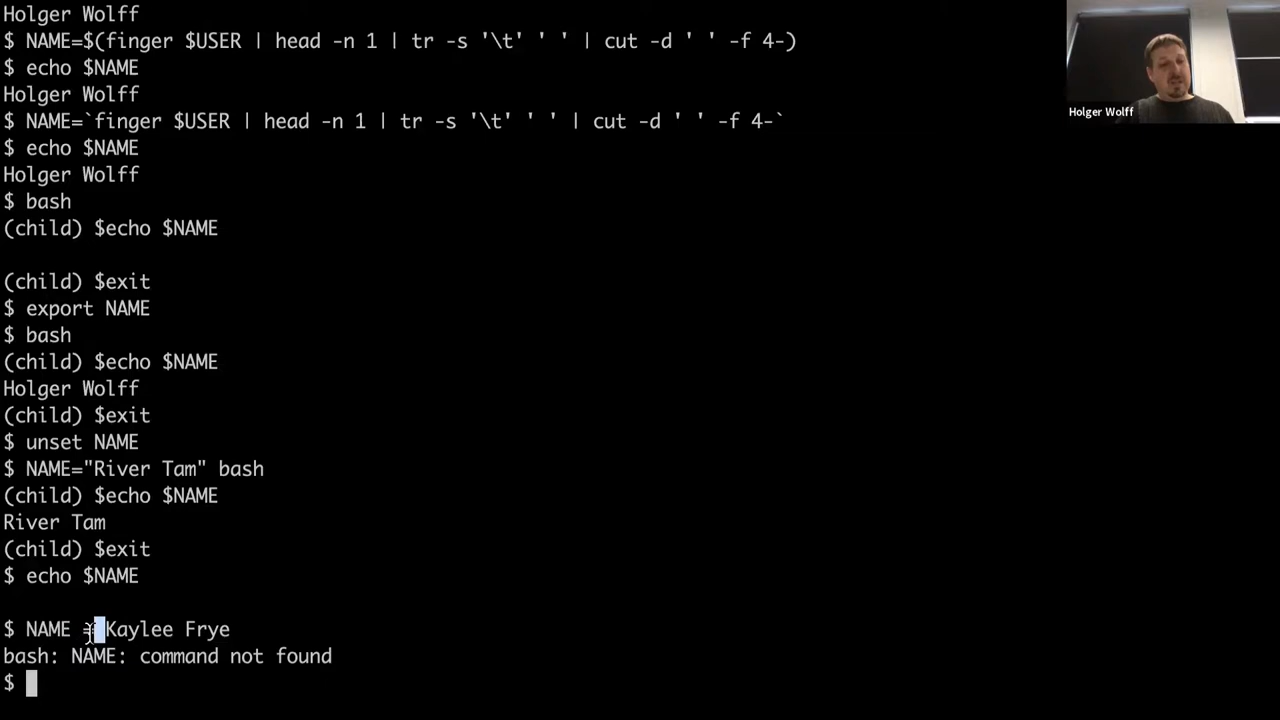 Holger Wolff
$ NAME=$(finger $USER | head -n 1 | tr -s '\t' ' ' | cut -d ' ' -f 4-)
$ echo $NAME
Holger Wolff
$ NAME=`finger $USER | head -n 1 | tr -s '\t' ' ' | cut -d ' ' -f 4-`
$ echo $NAME
Holger Wolff
$ bash
(child) $echo $NAME
(child) $exit
$ export NAME
$ bash
(child) $echo $NAME
Holger Wolff
(child) $exit
$ unset NAME
$ NAME="River Tam" bash
(child) $echo $NAME
River Tam
(child) $exit
$ echo $NAME
$ NAME = Kaylee Frye
bash: NAME: command not found
$
Holger Wolff